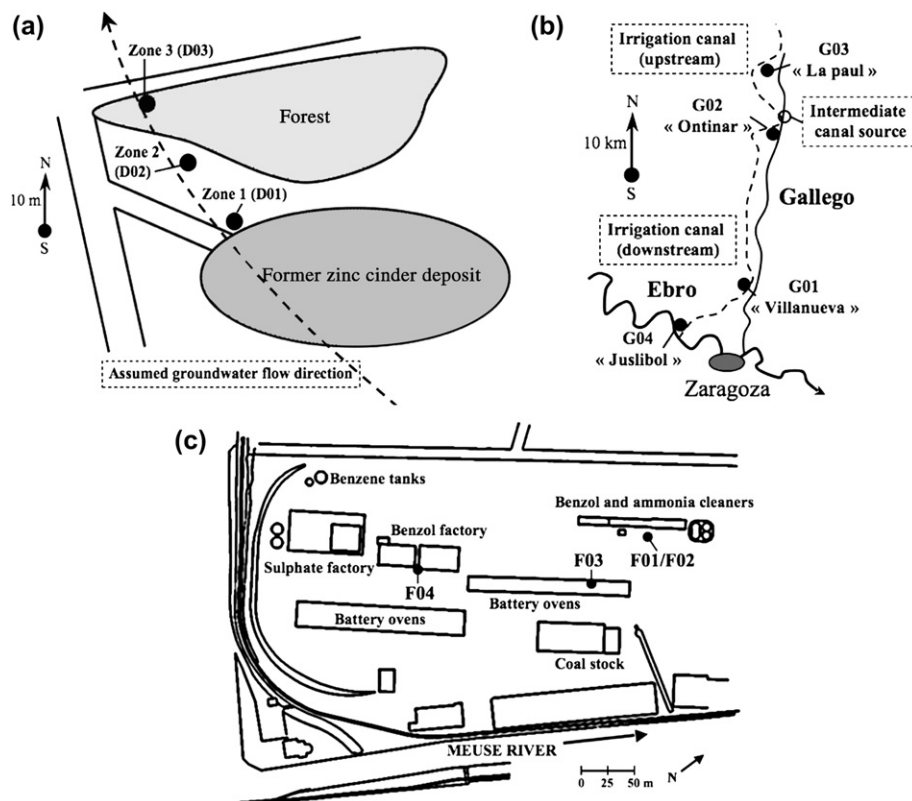 (a)
Zone 3 (D03)
Forest
Zone 2
(D02)
Zone 1 (D01)
N
10 m
S
Former zinc cinder deposit
Assumed groundwater flow direction
(b)
Irrigation canal
(upstream)
G03
« La paul »
N
10 km
S
G02
« Ontinar »
Intermediate
canal source
Gallego
Irrigation canal
(downstream)
Ebro
G01
« Villanueva »
G04
« Juslibol »
Zaragoza
(c)
Benzene tanks
Benzol and ammonia cleaners
Benzol factory
Sulphate factory
F01/F02
F03
F04
Battery ovens
Battery ovens
Coal stock
MEUSE RIVER
N
0 25 50 m